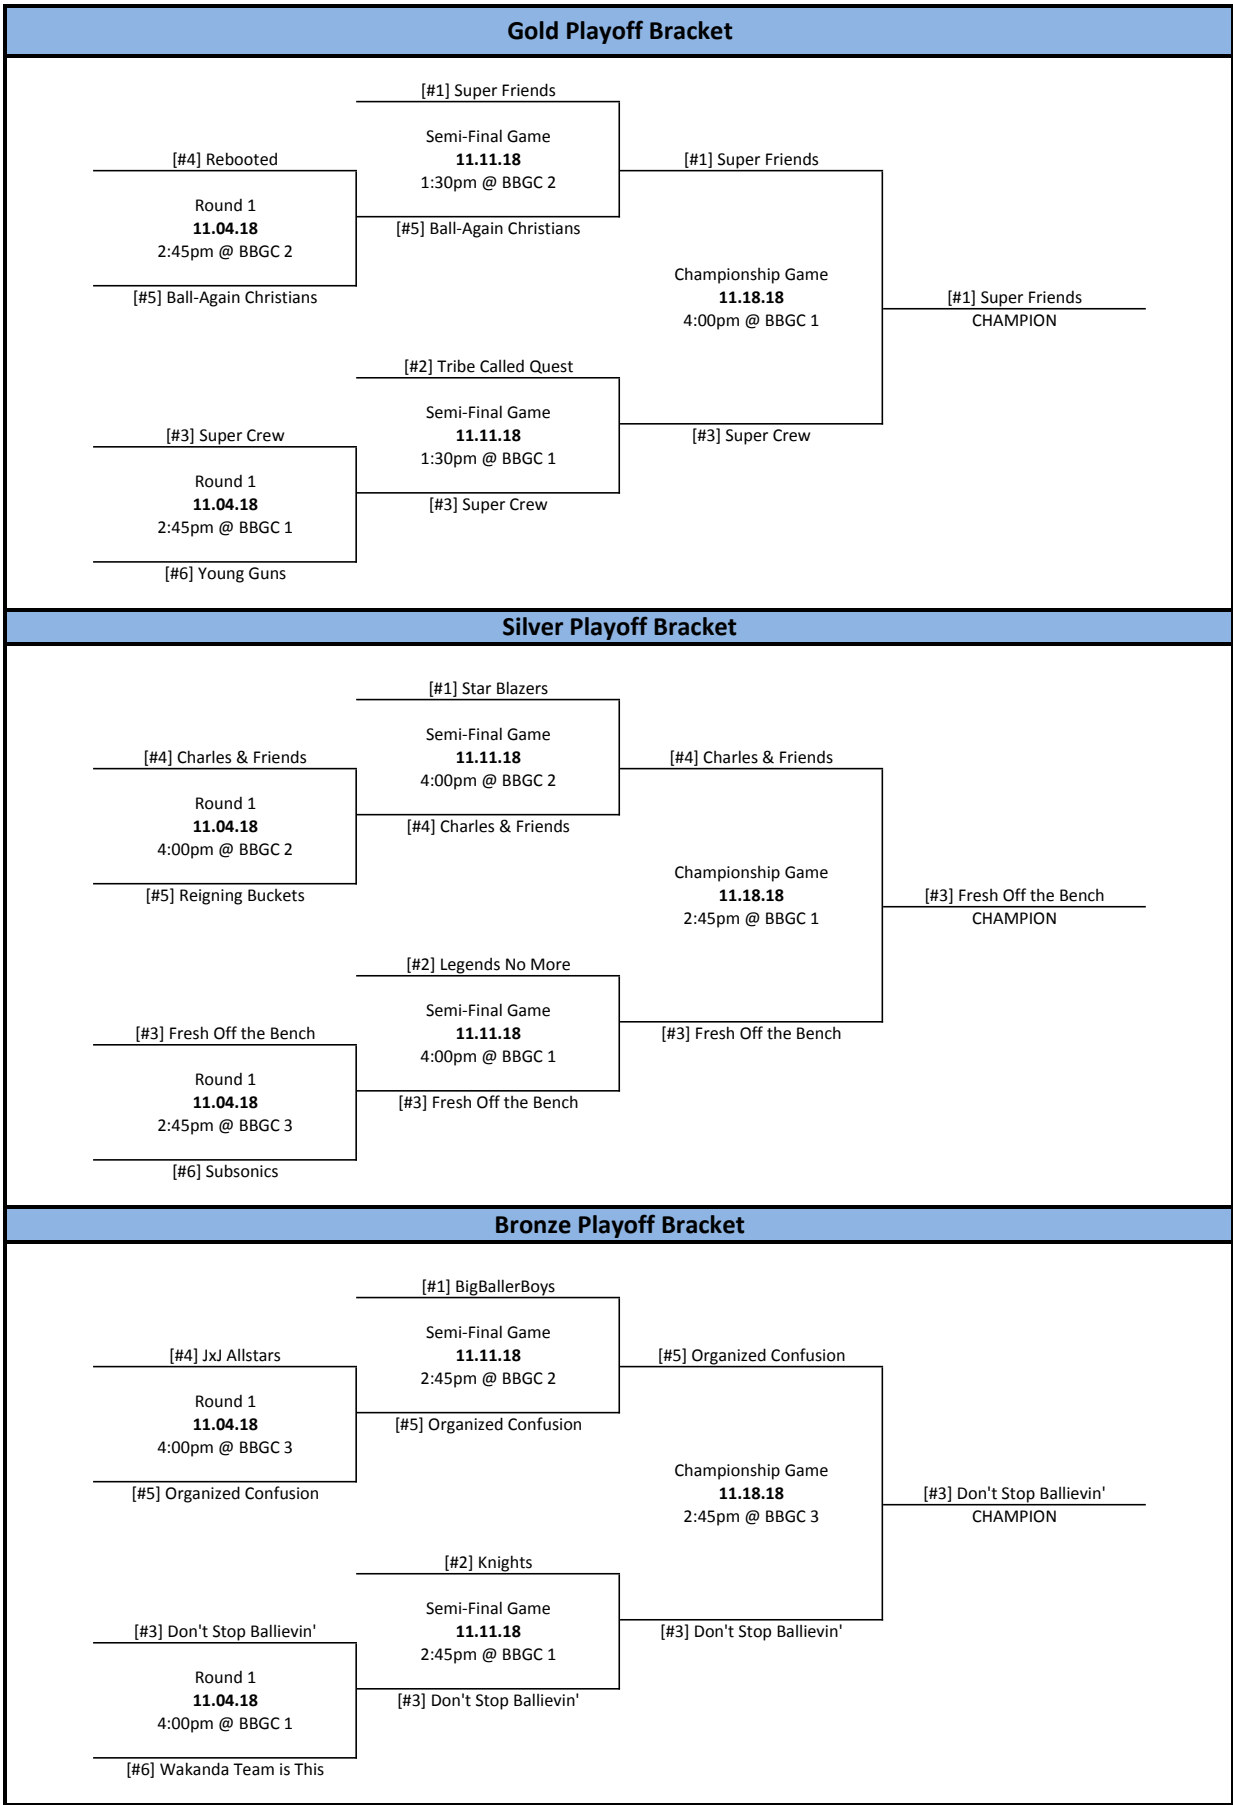 Gold Playoff Bracket
[#1] Super Friends
Semi-Final Game
11.11.18
1:30pm @ BBGC 2
[#4] Rebooted
[#1] Super Friends
Round 1
11.04.18
2:45pm @ BBGC 2
[#5] Ball-Again Christians
[#5] Ball-Again Christians
Championship Game
11.18.18
4:00pm @ BBGC 1
[#1] Super Friends
CHAMPION
[#2] Tribe Called Quest
Semi-Final Game
11.11.18
1:30pm @ BBGC 1
[#3] Super Crew
[#3] Super Crew
Round 1
11.04.18
2:45pm @ BBGC 1
[#3] Super Crew
[#6] Young Guns
Silver Playoff Bracket
[#1] Star Blazers
Semi-Final Game
11.11.18
4:00pm @ BBGC 2
[#4] Charles & Friends
[#4] Charles & Friends
Round 1
11.04.18
4:00pm @ BBGC 2
[#4] Charles & Friends
[#5] Reigning Buckets
Championship Game
11.18.18
2:45pm @ BBGC 1
[#3] Fresh Off the Bench
CHAMPION
[#2] Legends No More
Semi-Final Game
11.11.18
4:00pm @ BBGC 1
[#3] Fresh Off the Bench
[#3] Fresh Off the Bench
Round 1
11.04.18
2:45pm @ BBGC 3
[#3] Fresh Off the Bench
[#6] Subsonics
Bronze Playoff Bracket
[#1] BigBallerBoys
Semi-Final Game
11.11.18
2:45pm @ BBGC 2
[#4] JxJ Allstars
[#5] Organized Confusion
Round 1
11.04.18
4:00pm @ BBGC 3
[#5] Organized Confusion
[#5] Organized Confusion
Championship Game
11.18.18
2:45pm @ BBGC 3
[#3] Don't Stop Ballievin'
CHAMPION
[#2] Knights
Semi-Final Game
11.11.18
2:45pm @ BBGC 1
[#3] Don't Stop Ballievin'
[#3] Don't Stop Ballievin'
Round 1
11.04.18
4:00pm @ BBGC 1
[#3] Don't Stop Ballievin'
[#6] Wakanda Team is This